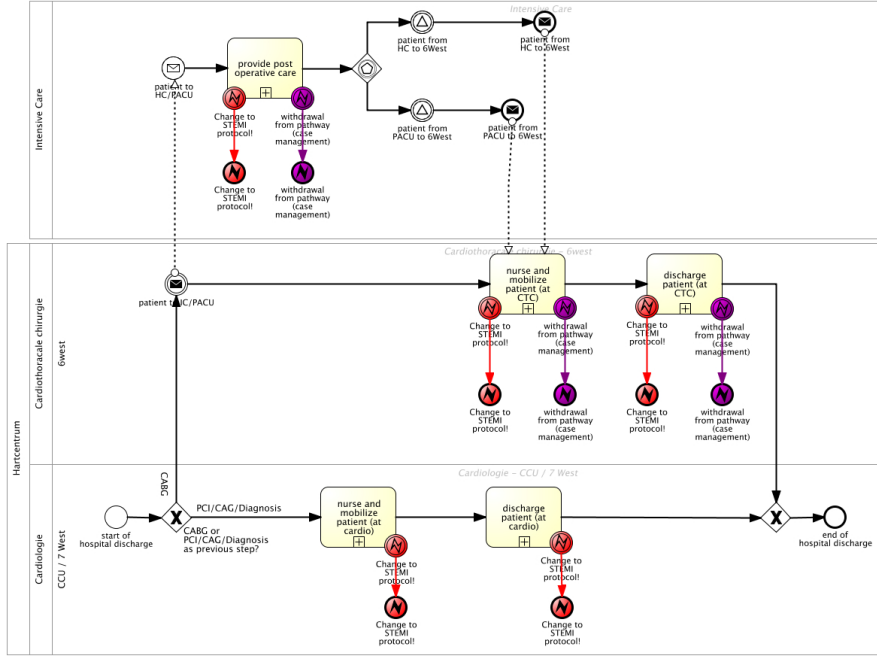 Intensive Care
Intensive Care
patient to
HC/PACU
provide post
operative care
Change to
STEMI
protocol!
withdrawal
from pathway
(case
management)
Change to
STEMI
protocol!
withdrawal
from pathway
(case
management)
patient from
HC to 6West
patient from
HC to 6West
patient from
PACU to 6West
patient from
PACU to 6West
Hartcentrum
Cardiothoracale chirurgie
6west
Cardiothoracale chirurgie - 6west
patient to HC/PACU
nurse and
mobilize
patient (at
CTC)
Change to
STEMI
protocol!
withdrawal
from pathway
(case
management)
Change to
STEMI
protocol!
withdrawal
from pathway
(case
management)
discharge
patient (at
CTC)
Change to
STEMI
protocol!
withdrawal
from pathway
(case
management)
Change to
STEMI
protocol!
withdrawal
from pathway
(case
management)
Cardiologie
CCU / 7 West
Cardiologie - CCU / 7 West
start of
hospital discharge
CABG
PCI/CAG/Diagnosis
CABG or
PCI/CAG/Diagnosis
as previous step?
nurse and
mobilize
patient (at
cardio)
Change to
STEMI
protocol!
Change to
STEMI
protocol!
discharge
patient (at
cardio)
Change to
STEMI
protocol!
Change to
STEMI
protocol!
end of
hospital discharge